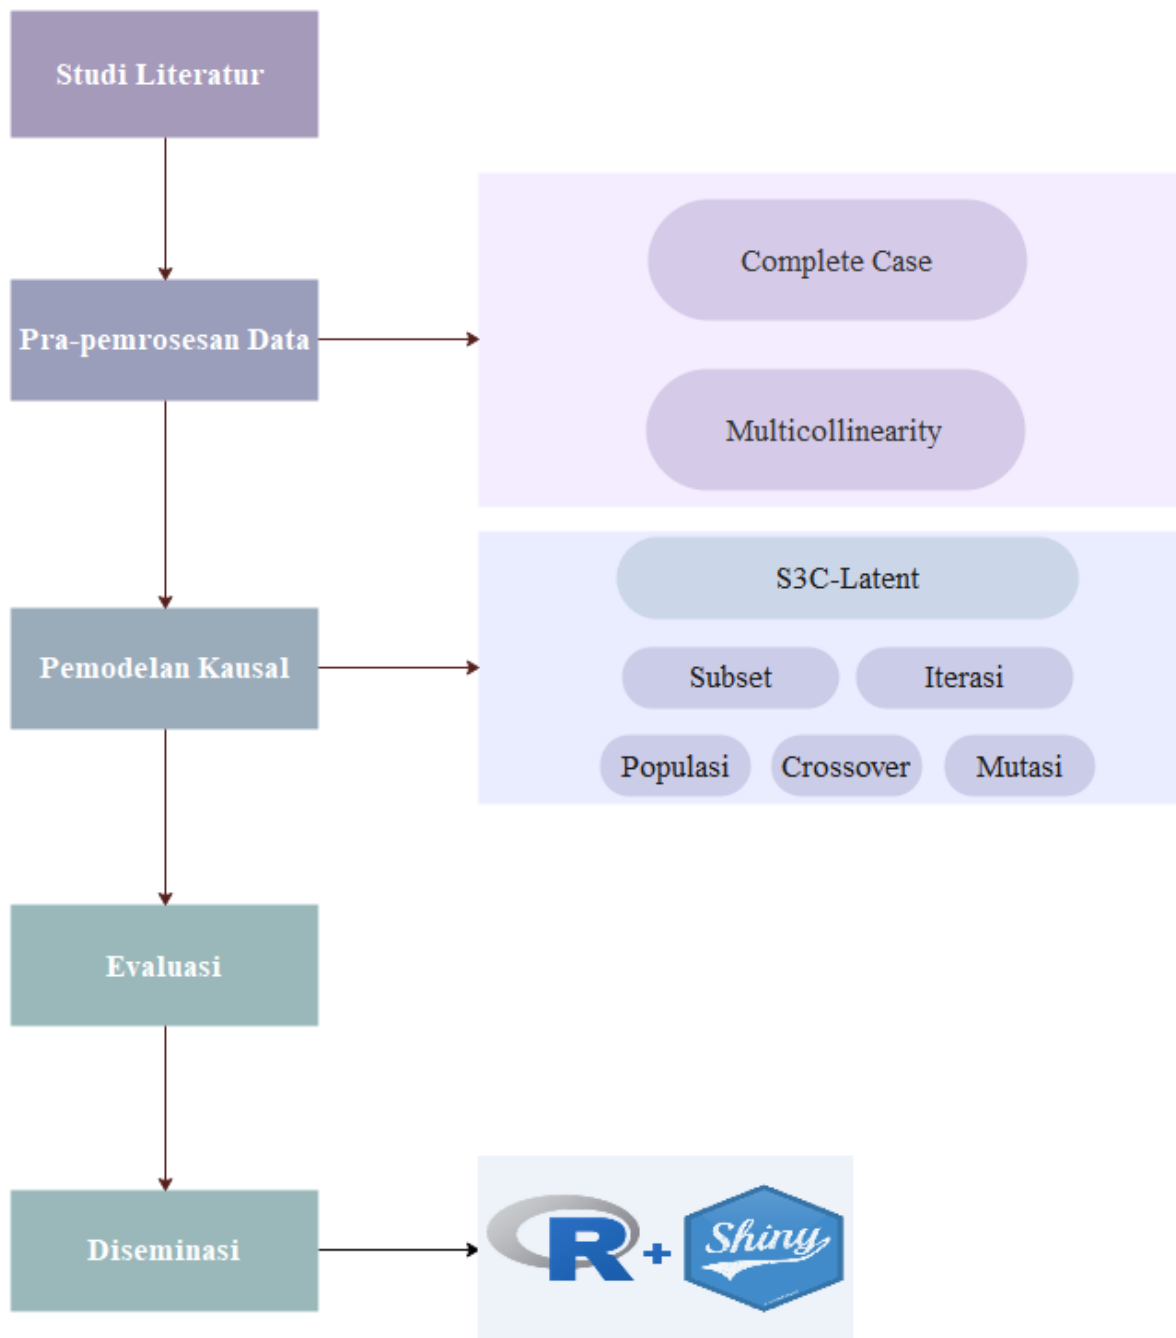 Studi Literatur
Pra-pemrosesan Data
Complete Case
Multicollinearity
Pemodelan Kausal
S3C-Latent
Subset
Iterasi
Populasi
Crossover
Mutasi
Evaluasi
Diseminasi
R + Shiny